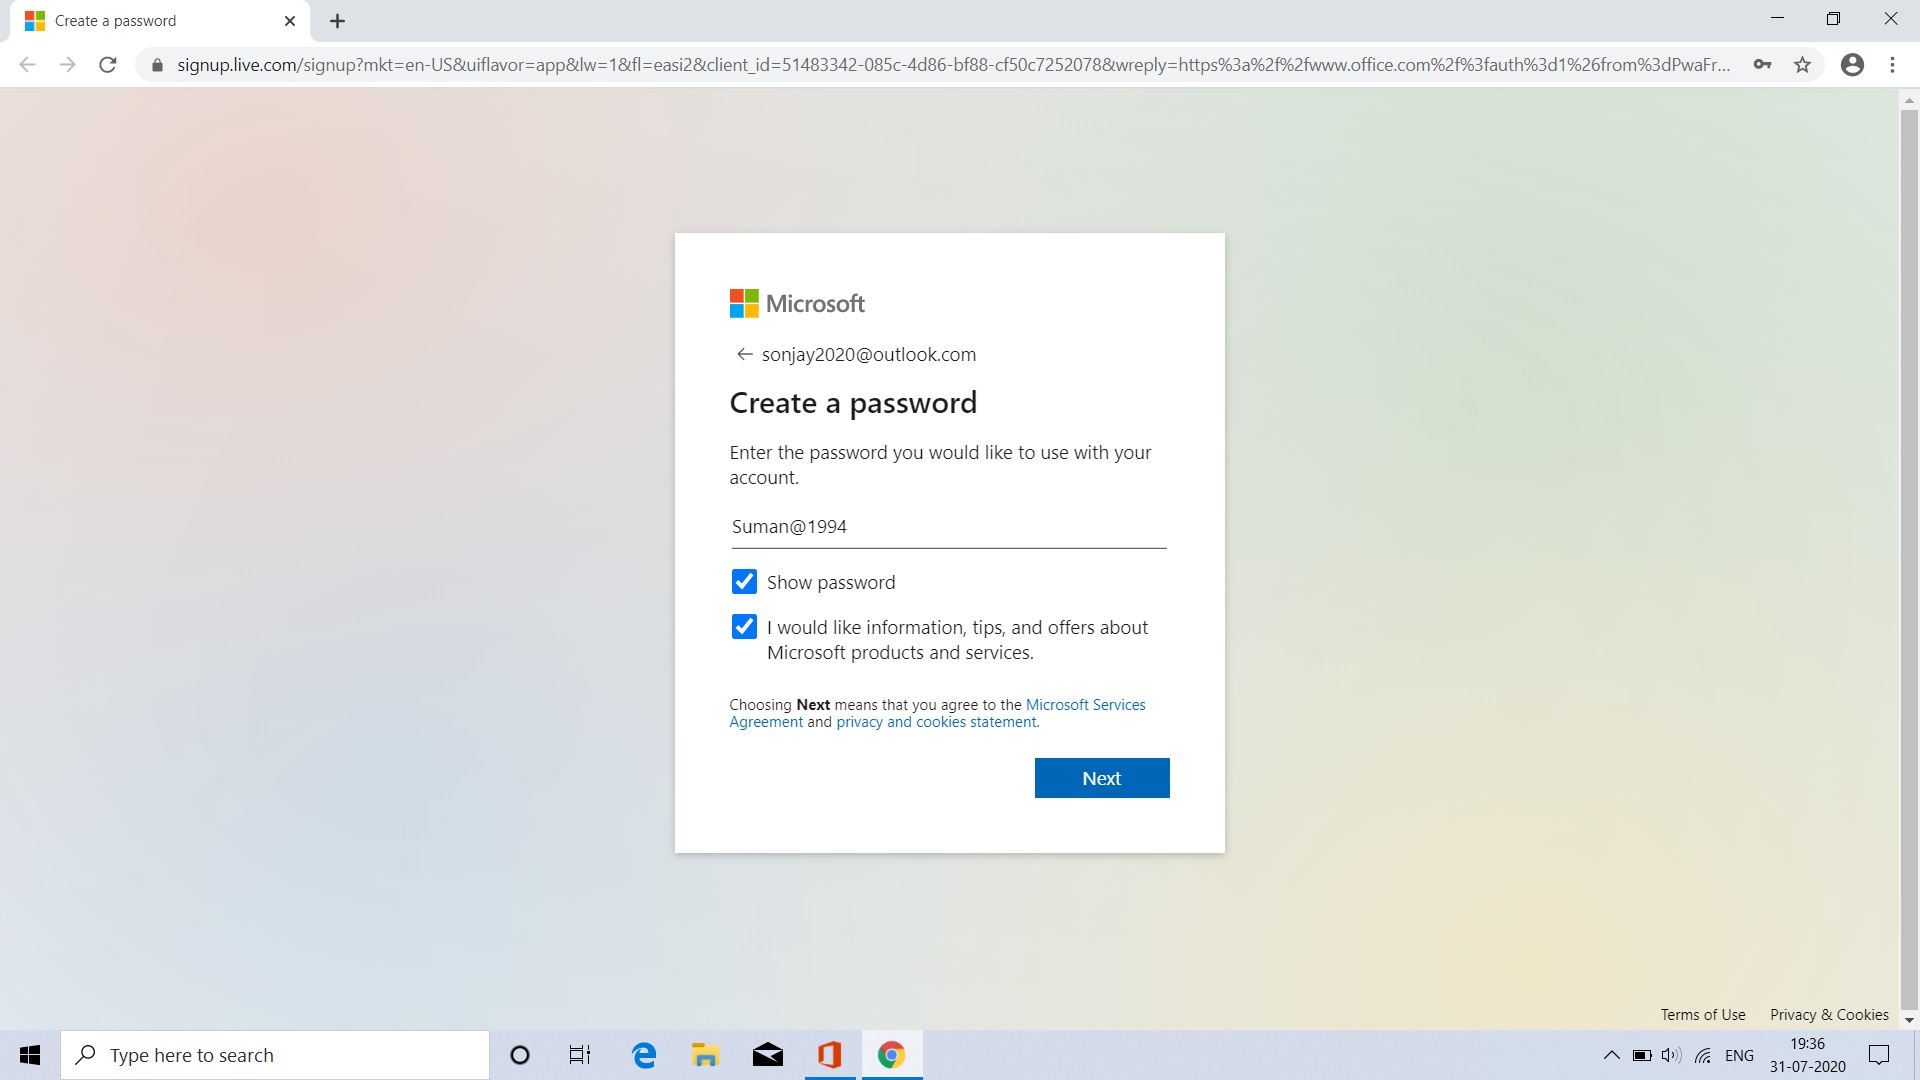 Create a password
signup.live.com/signup?mkt=en-US&uiflavor=app&lw=1&fl=easi2&client_id=51483342-085c-4d86-bf88-cf50c7252078&wreply=https%3a%2f%2fwww.office.com%2f%3fauth%3d1%26from%3dPwaFr...
Microsoft
sonjay2020@outlook.com
Create a password
Enter the password you would like to use with your
account.
Suman@1994
Show password
I would like information, tips, and offers about
Microsoft products and services.
Choosing Next means that you agree to the Microsoft Services
Agreement and privacy and cookies statement.
Next
Terms of Use Privacy & Cookies
Type here to search
ENG
19:36
31-07-2020